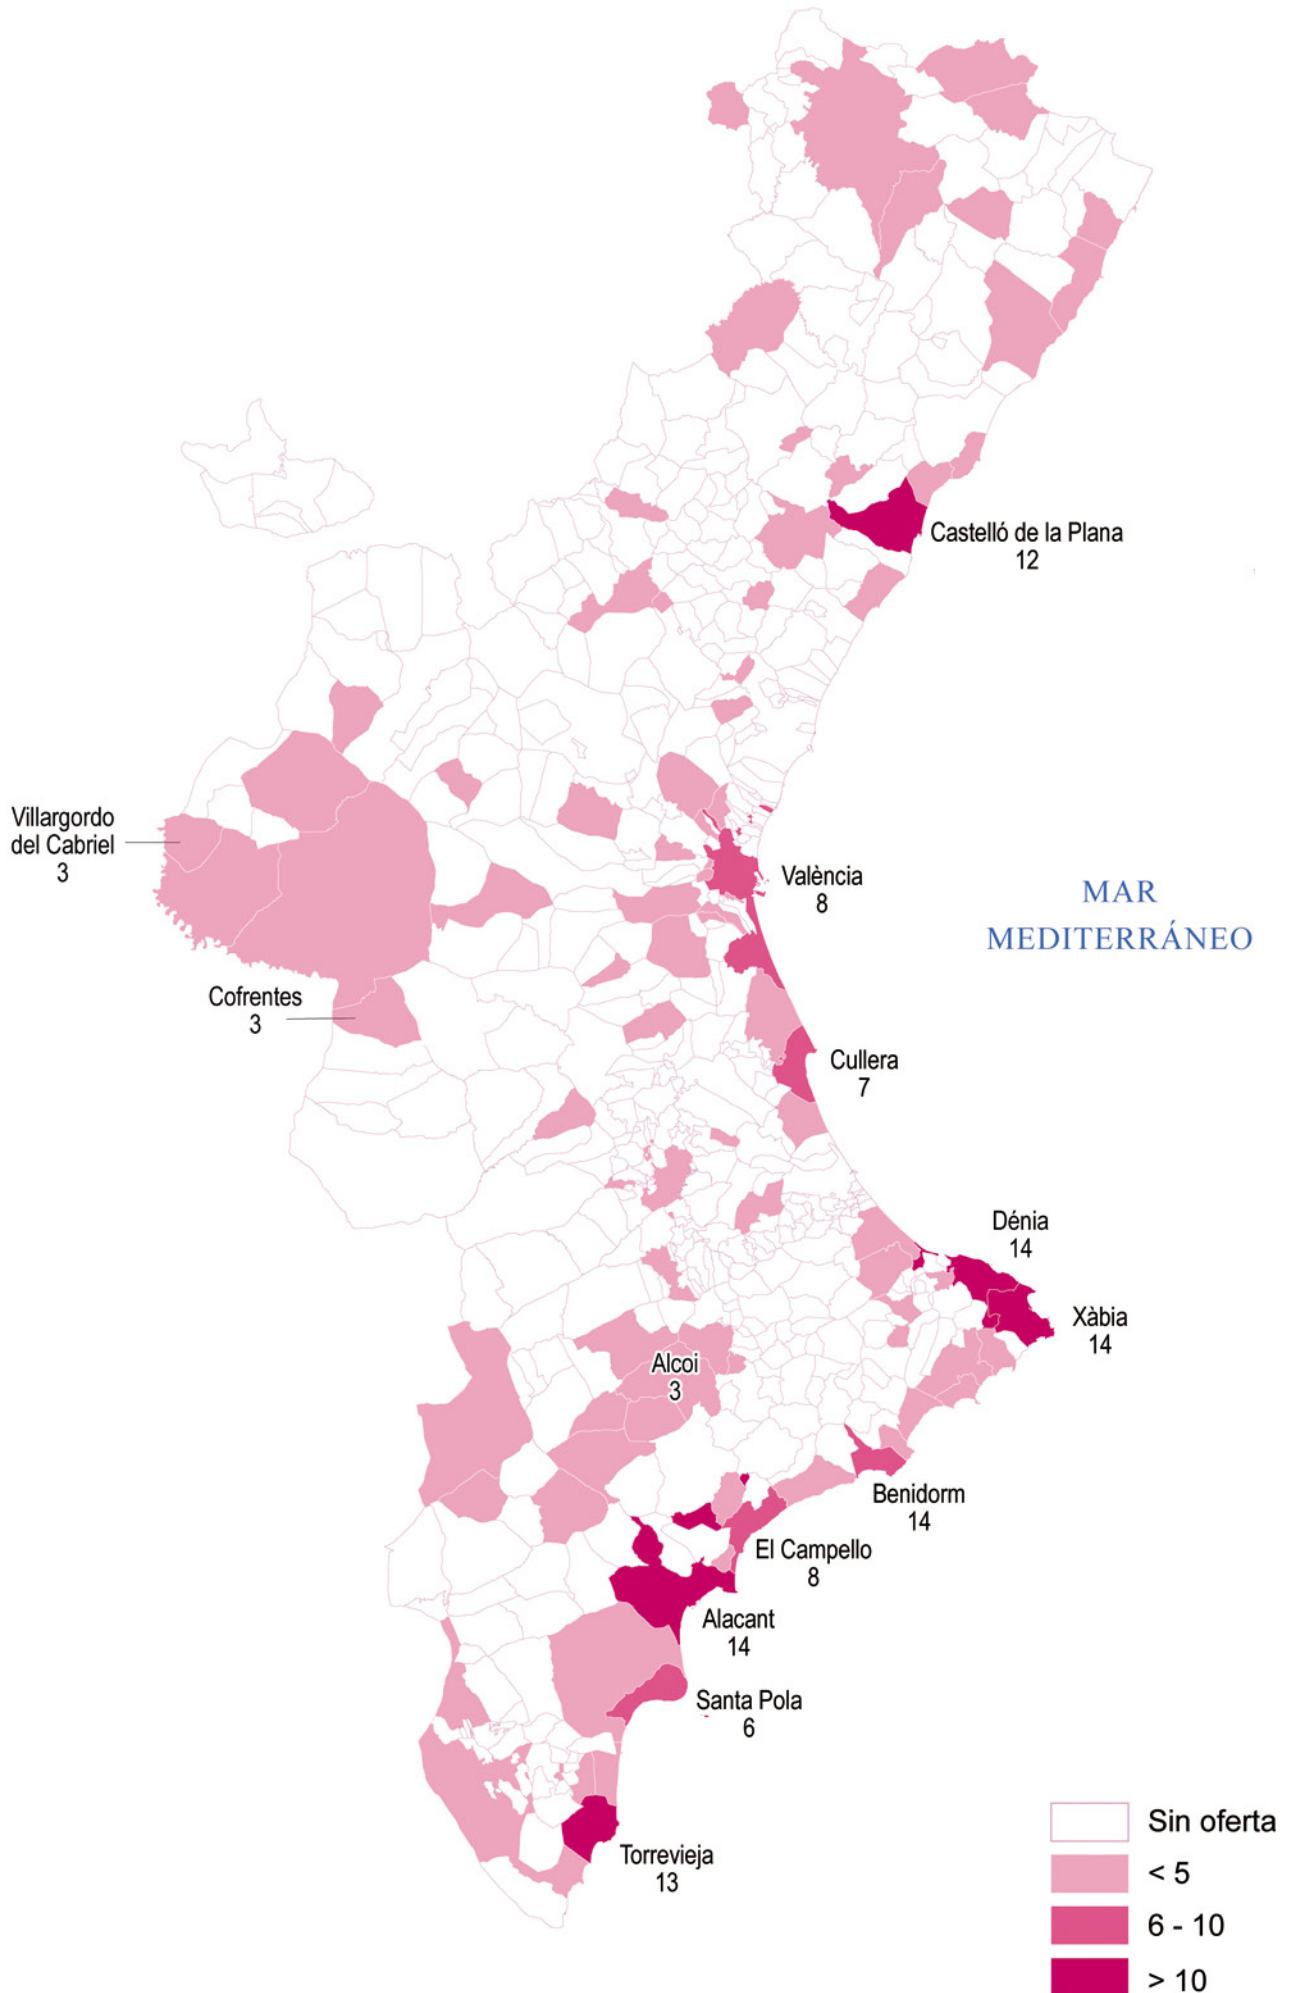 Castelló de la Plana
12
Villargordo
del Cabriel
3
València
8
MAR
MEDITERRÁNEO
Cofrentes
3
Cullera
7
Dénia
14
Xàbia
14
Alcoi
3
Benidorm
14
El Campello
8
Alacant
14
Santa Pola
6
Torrevieja
13
Sin oferta
< 5
6 - 10
> 10